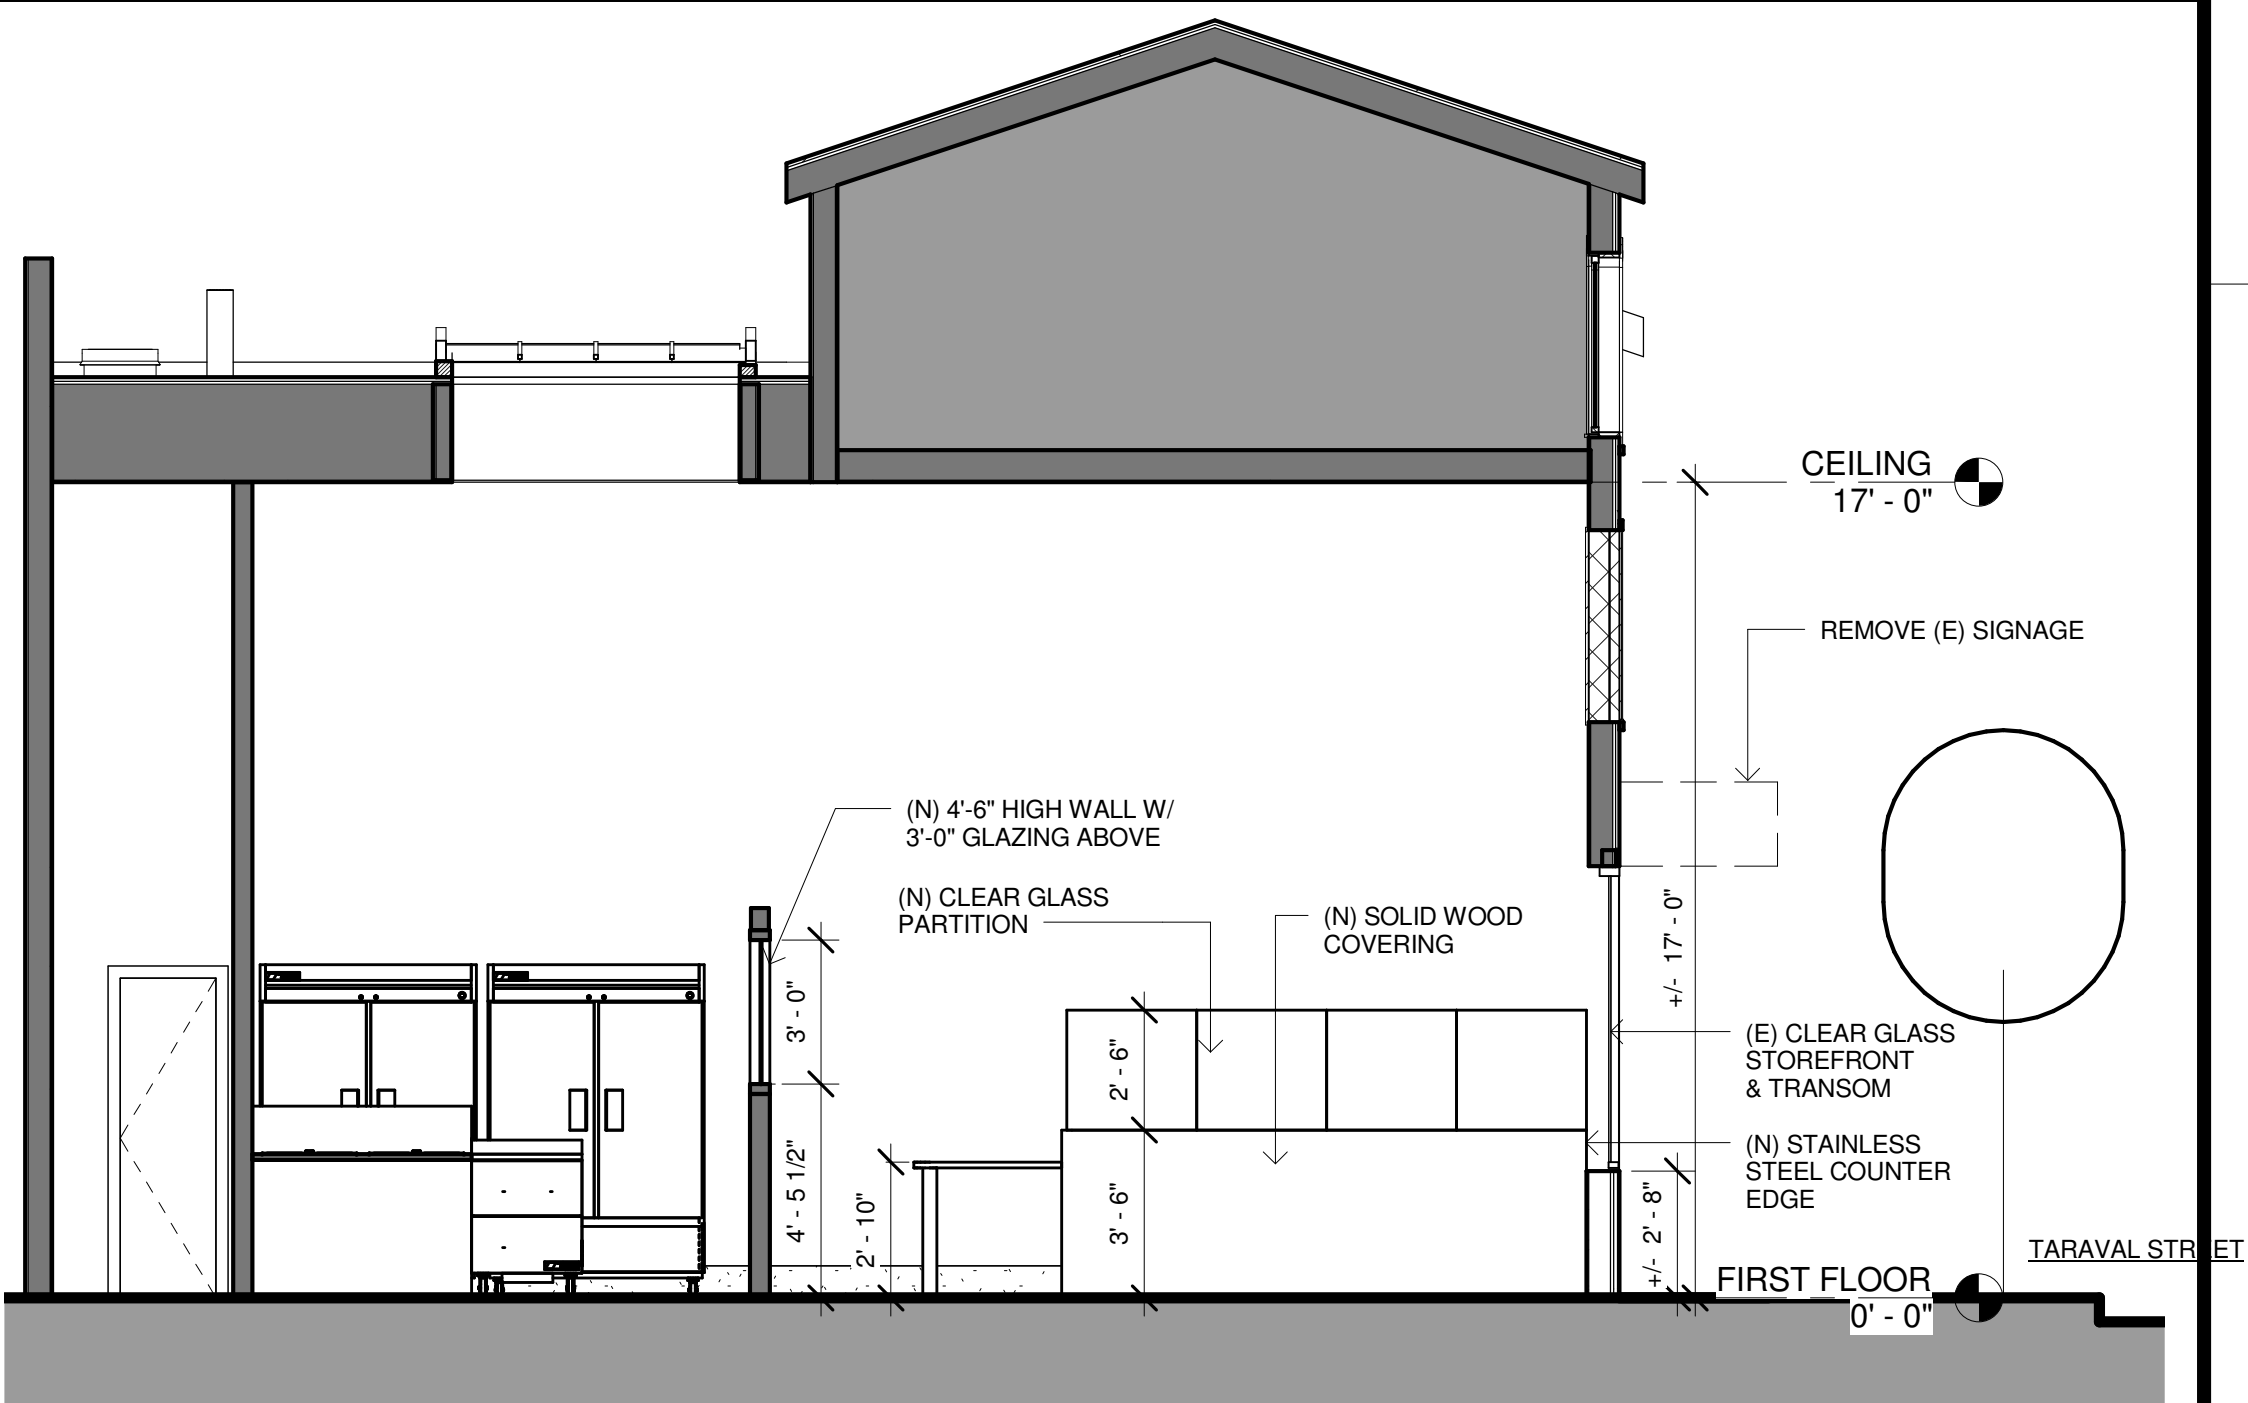 CEILING
17' - 0"
REMOVE (E) SIGNAGE
(N) 4'-6" HIGH WALL W/
3'-0" GLAZING ABOVE
(N) CLEAR GLASS
PARTITION
(N) SOLID WOOD
COVERING
+/- 17' - 0"
3' - 0"
2' - 6"
(E) CLEAR GLASS
STOREFRONT
& TRANSOM
(N) STAINLESS
STEEL COUNTER
EDGE
4' - 5 1/2"
2' - 10"
3' - 6"
+/- 2' - 8"
TARAVAL STREET
FIRST FLOOR
0' - 0"